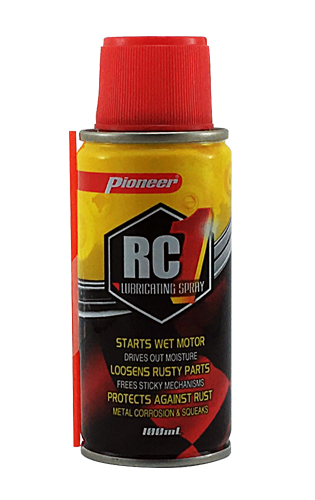 Pioneer
RC1
LUBRICATING SPRAY
STARTS WET MOTOR
DRIVES OUT MOISTURE
LOOSENS RUSTY PARTS
FREES STICKY MECHANISMS
PROTECTS AGAINST RUST
METAL CORROSION & SQUEAKS
100mL